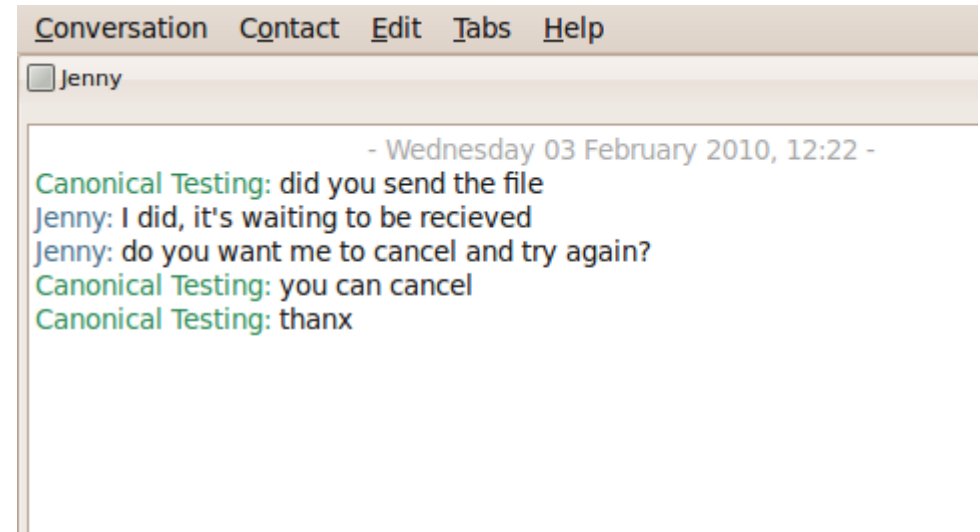 Conversation Contact Edit Tabs Help
Jenny
- Wednesday 03 February 2010, 12:22 -
Canonical Testing: did you send the file
Jenny: I did, it's waiting to be recieved
Jenny: do you want me to cancel and try again?
Canonical Testing: you can cancel
Canonical Testing: thanx